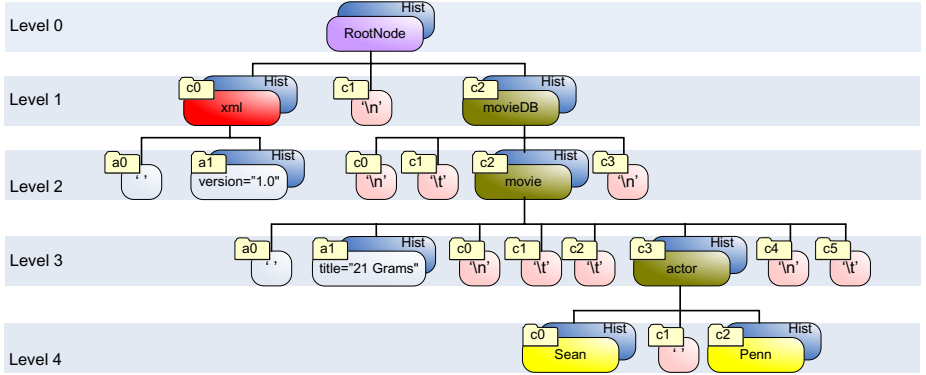 Level 0
Hist
RootNode
Level 1
c0 Hist
xml
c1
'\n'
c2 Hist
movieDB
Level 2
a0
' '
a1 Hist
version="1.0"
c0
'\n'
c1
'\t'
c2 Hist
movie
c3
'\n'
Level 3
a0
' '
a1 Hist
title="21 Grams"
c0
'\n'
c1
'\t'
c2
'\t'
c3 Hist
actor
c4
'\n'
c5
'\t'
Level 4
c0 Hist
Sean
c1
' '
c2 Hist
Penn